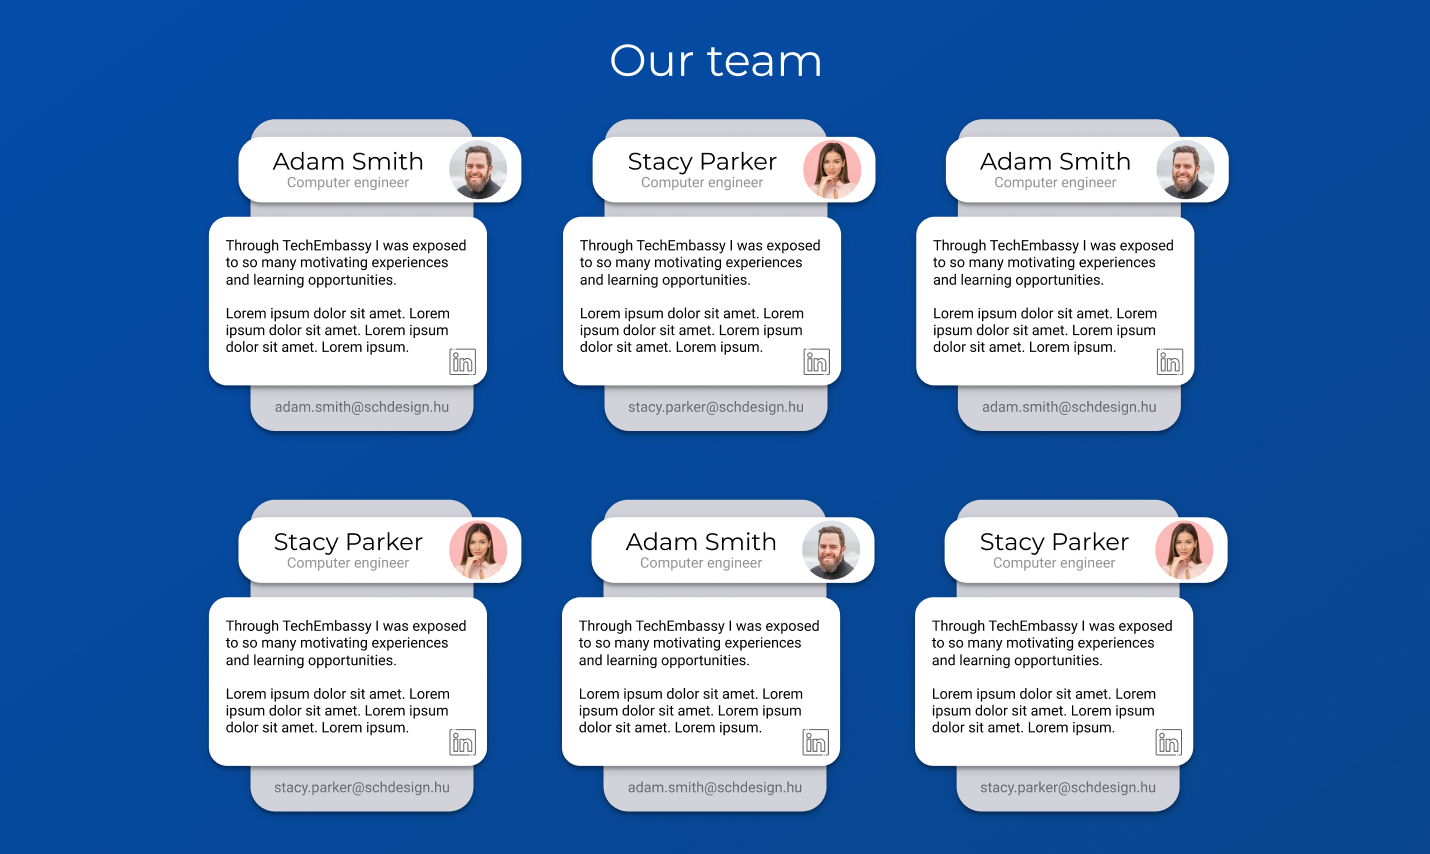 Our team
Adam Smith
Computer engineer
Through TechEmbassy I was exposed
to so many motivating experiences
and learning opportunities.
Lorem ipsum dolor sit amet. Lorem
ipsum dolor sit amet. Lorem ipsum
dolor sit amet. Lorem ipsum.
in
adam.smith@schdesign.hu
Stacy Parker
Computer engineer
Through TechEmbassy I was exposed
to so many motivating experiences
and learning opportunities.
Lorem ipsum dolor sit amet. Lorem
ipsum dolor sit amet. Lorem ipsum
dolor sit amet. Lorem ipsum.
in
stacy.parker@schdesign.hu
Adam Smith
Computer engineer
Through TechEmbassy I was exposed
to so many motivating experiences
and learning opportunities.
Lorem ipsum dolor sit amet. Lorem
ipsum dolor sit amet. Lorem ipsum
dolor sit amet. Lorem ipsum.
in
adam.smith@schdesign.hu
Stacy Parker
Computer engineer
Through TechEmbassy I was exposed
to so many motivating experiences
and learning opportunities.
Lorem ipsum dolor sit amet. Lorem
ipsum dolor sit amet. Lorem ipsum
dolor sit amet. Lorem ipsum.
in
stacy.parker@schdesign.hu
Adam Smith
Computer engineer
Through TechEmbassy I was exposed
to so many motivating experiences
and learning opportunities.
Lorem ipsum dolor sit amet. Lorem
ipsum dolor sit amet. Lorem ipsum
dolor sit amet. Lorem ipsum.
in
adam.smith@schdesign.hu
Stacy Parker
Computer engineer
Through TechEmbassy I was exposed
to so many motivating experiences
and learning opportunities.
Lorem ipsum dolor sit amet. Lorem
ipsum dolor sit amet. Lorem ipsum
dolor sit amet. Lorem ipsum.
in
stacy.parker@schdesign.hu